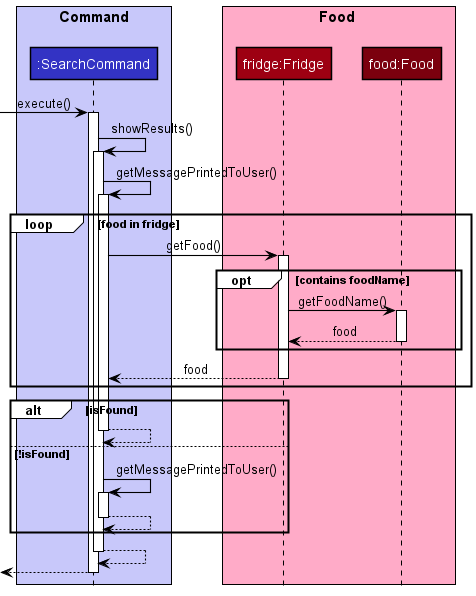 Command
Food
:SearchCommand
fridge:Fridge
food:Food
execute()
showResults()
getMessagePrintedToUser()
loop
[food in fridge]
getFood()
opt
[contains foodName]
getFoodName()
food
food
alt
[isFound]
[!isFound]
getMessagePrintedToUser()